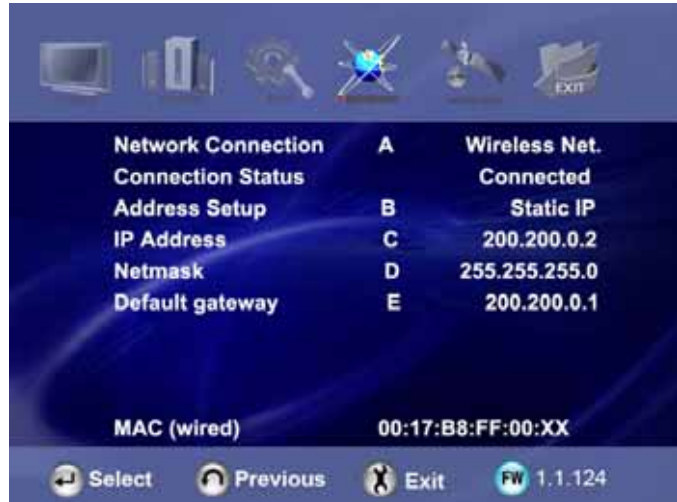 EXIT
Network Connection A Wireless Net.
Connection Status Connected
Address Setup B Static IP
IP Address C 200.200.0.2
Netmask D 255.255.255.0
Default gateway E 200.200.0.1
MAC (wired) 00:17:B8:FF:00:XX
Select Previous Exit FW 1.1.124